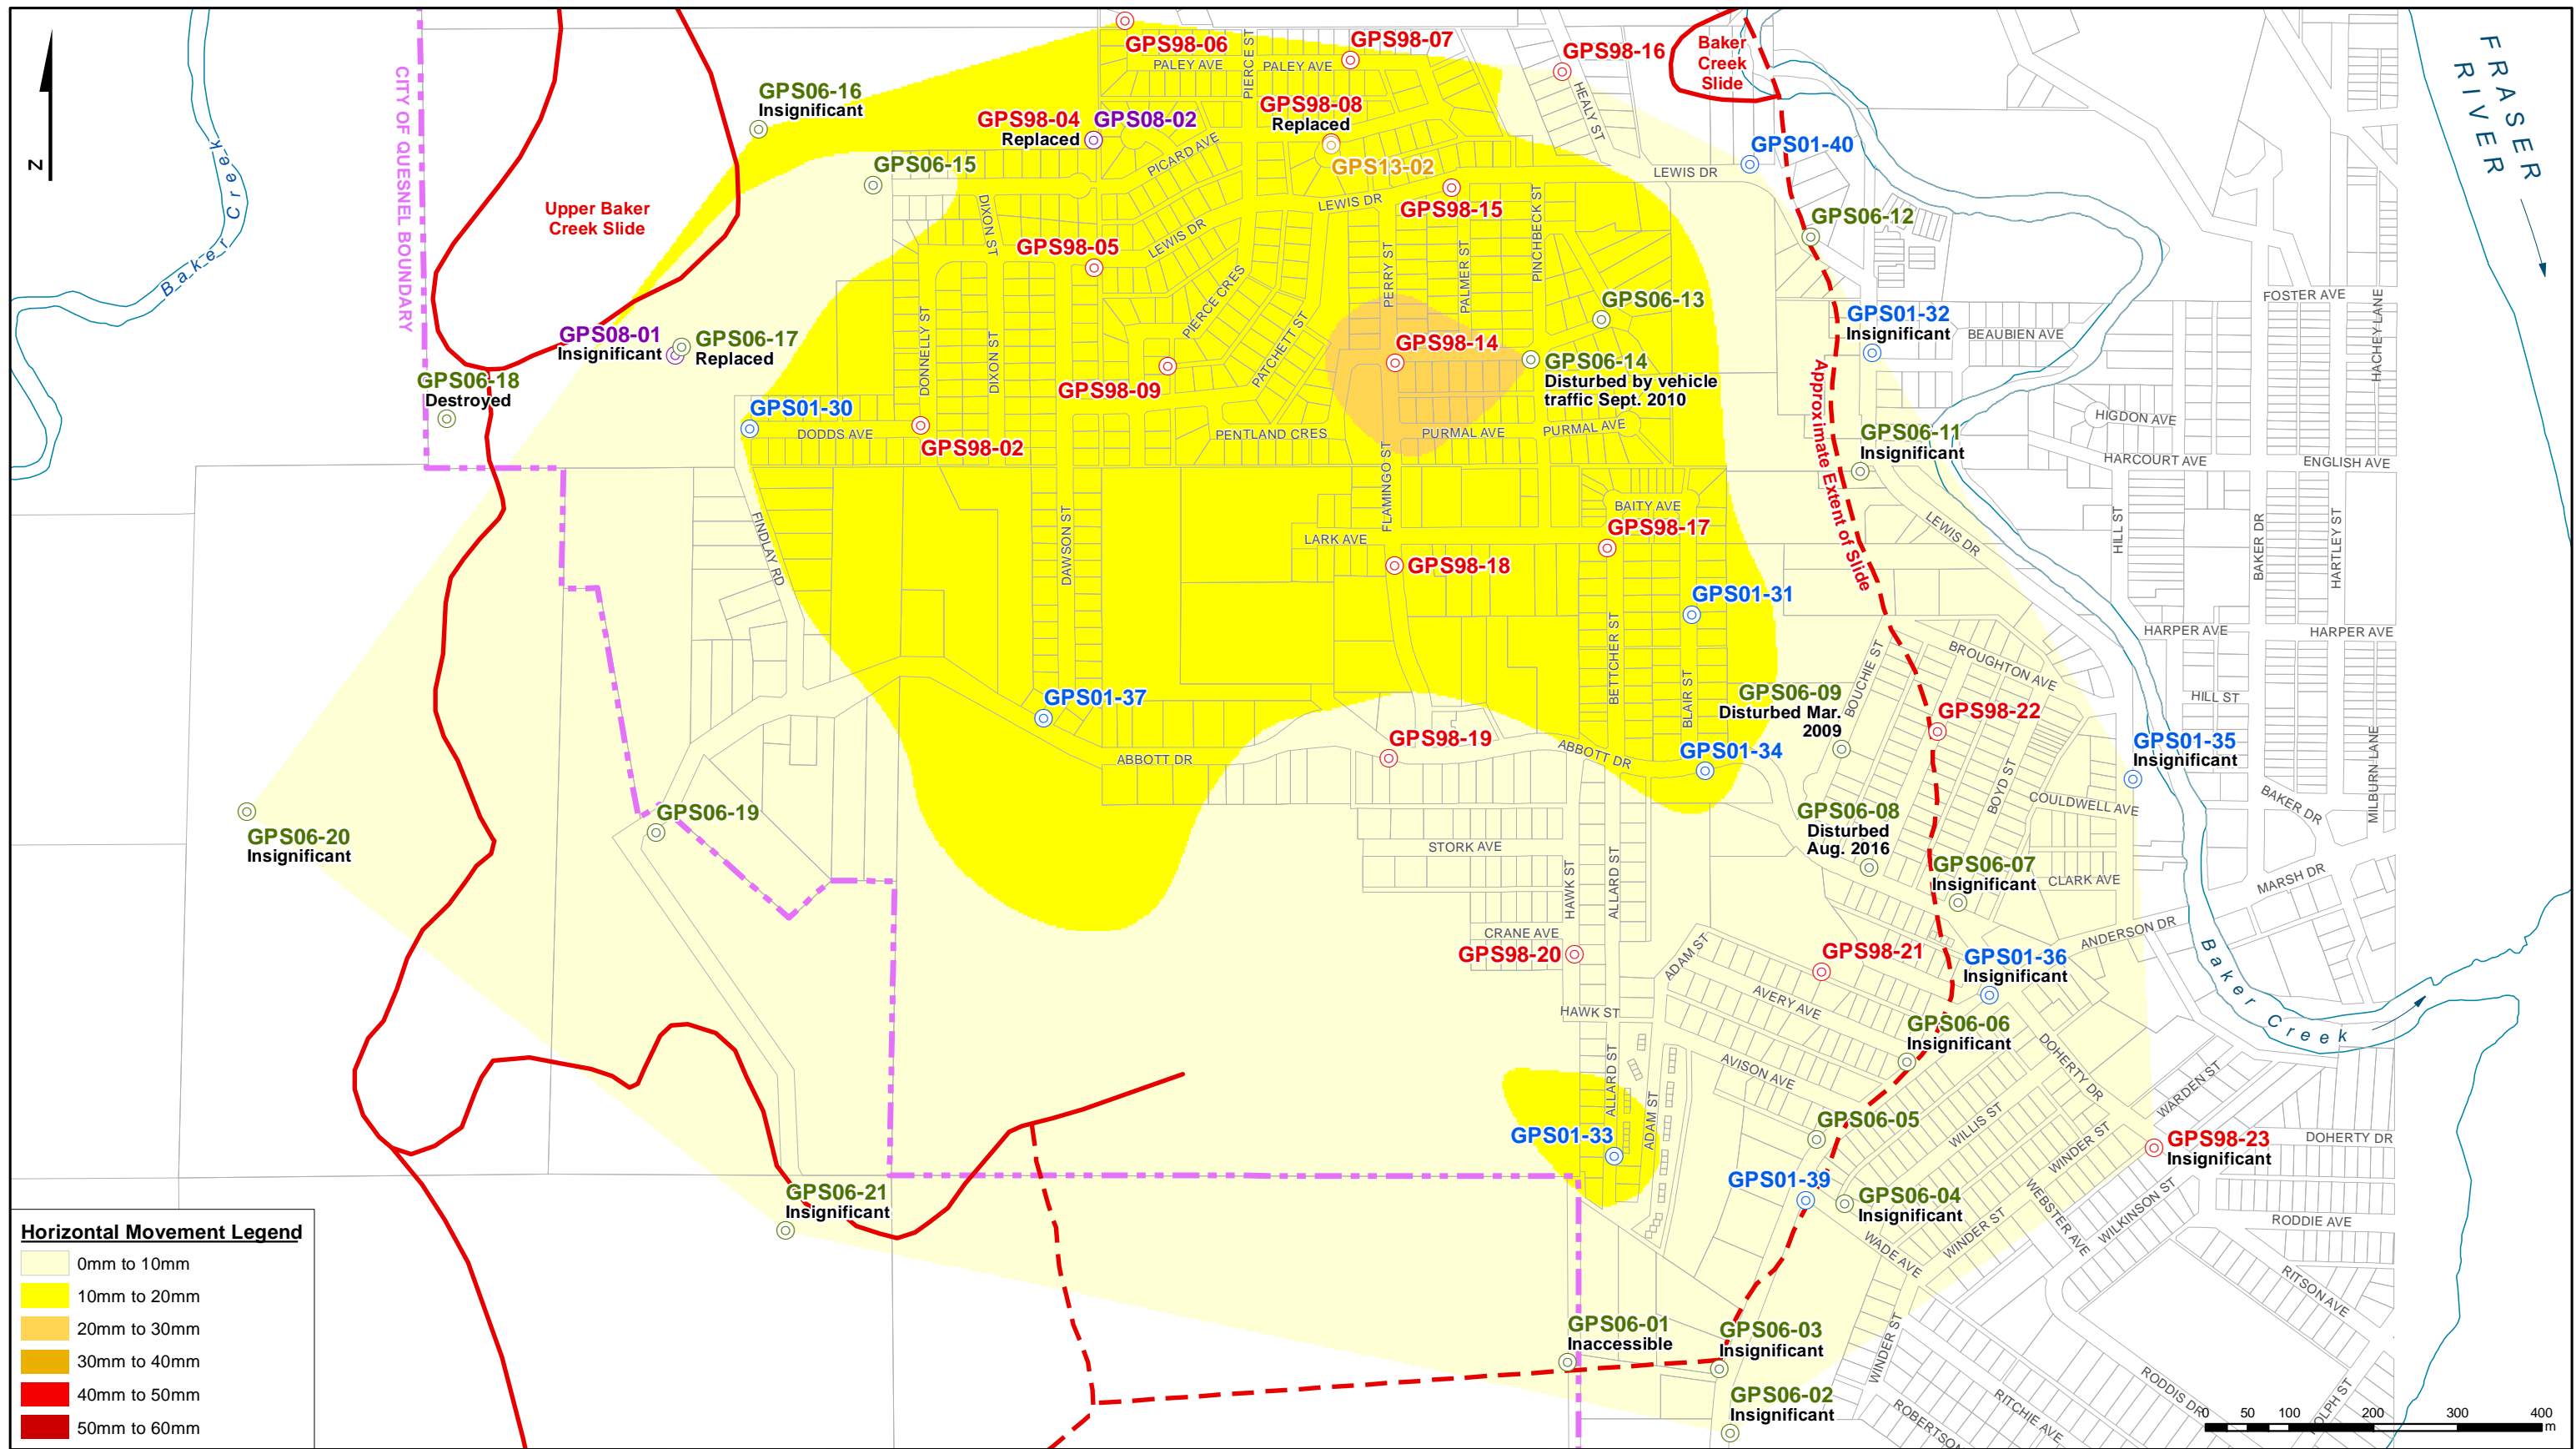 GPS98-06
GPS98-07
GPS98-16
Baker
Creek
Slide
FRASER
RIVER
PALEY AVE
PIERCE ST
PALEY AVE
HEALY ST
CITY OF QUESNEL BOUNDARY
Baker Creek
GPS06-16
Insignificant
GPS98-04
Replaced
GPS08-02
GPS98-08
Replaced
GPS13-02
PICARD AVE
GPS01-40
GPS06-15
LEWIS DR
N
Upper Baker
Creek Slide
DIXON ST
LEWIS DR
GPS98-15
PINCHBECK ST
GPS06-12
GPS98-05
LEWIS DR
PERRY ST
PALMER ST
PIERCE CRES
GPS06-13
FOSTER AVE
HACHEY LANE
GPS01-32
Insignificant
BEAUBIEN AVE
GPS08-01
Insignificant
GPS06-17
Replaced
DONNELLY ST
DIXON ST
PATCHETT ST
GPS98-14
GPS06-14
Disturbed by vehicle
traffic Sept. 2010
GPS06-18
Destroyed
GPS98-09
GPS01-30
DODDS AVE
GPS98-02
PENTLAND CRES
PURMAL AVE
PURMAL AVE
HIGDON AVE
GPS06-11
Insignificant
HARCOURT AVE
ENGLISH AVE
Approximate Extent of Slide
FINDLAY RD
DAWSON ST
FLAMINGO ST
LARK AVE
BAITY AVE
GPS98-17
LEWIS DR
HILL ST
BAKER DR
HARTLEY ST
GPS98-18
GPS01-31
BETTCHER ST
BLAIR ST
HARPER AVE
HARPER AVE
BOUCHIE ST
BROUGHTON AVE
GPS06-09
Disturbed Mar.
2009
HILL ST
GPS01-37
GPS98-22
GPS98-19
ABBOTT DR
ABBOTT DR
GPS01-34
GPS01-35
Insignificant
MILBURN LANE
BOYD ST
COULDWELL AVE
BAKER DR
GPS06-20
Insignificant
GPS06-19
GPS06-08
Disturbed
Aug. 2016
STORK AVE
GPS06-07
Insignificant
CLARK AVE
MARSH DR
HAWK ST
ALLARD ST
CRANE AVE
GPS98-20
ADAM ST
GPS98-21
ANDERSON DR
GPS01-36
Insignificant
Baker Creek
AVERY AVE
HAWK ST
GPS06-06
Insignificant
DOHERTY DR
AVISON AVE
ALLARD ST
ADAM ST
WARDEN ST
GPS01-33
GPS06-05
WILLIS ST
WINDER ST
GPS98-23
Insignificant
DOHERTY DR
GPS06-21
Insignificant
GPS01-39
GPS06-04
Insignificant
WEBSTER AVE
WILKINSON ST
RODDIE AVE
WINDER ST
WADE AVE
RITSON AVE
GPS06-01
Inaccessible
GPS06-03
Insignificant
WINDER ST
GPS06-02
Insignificant
RODDIS DR
RITCHIE AVE
ROBERTSON
OLPH ST
Horizontal Movement Legend
0mm to 10mm
10mm to 20mm
20mm to 30mm
30mm to 40mm
40mm to 50mm
50mm to 60mm
0 50 100 200 300 400
m